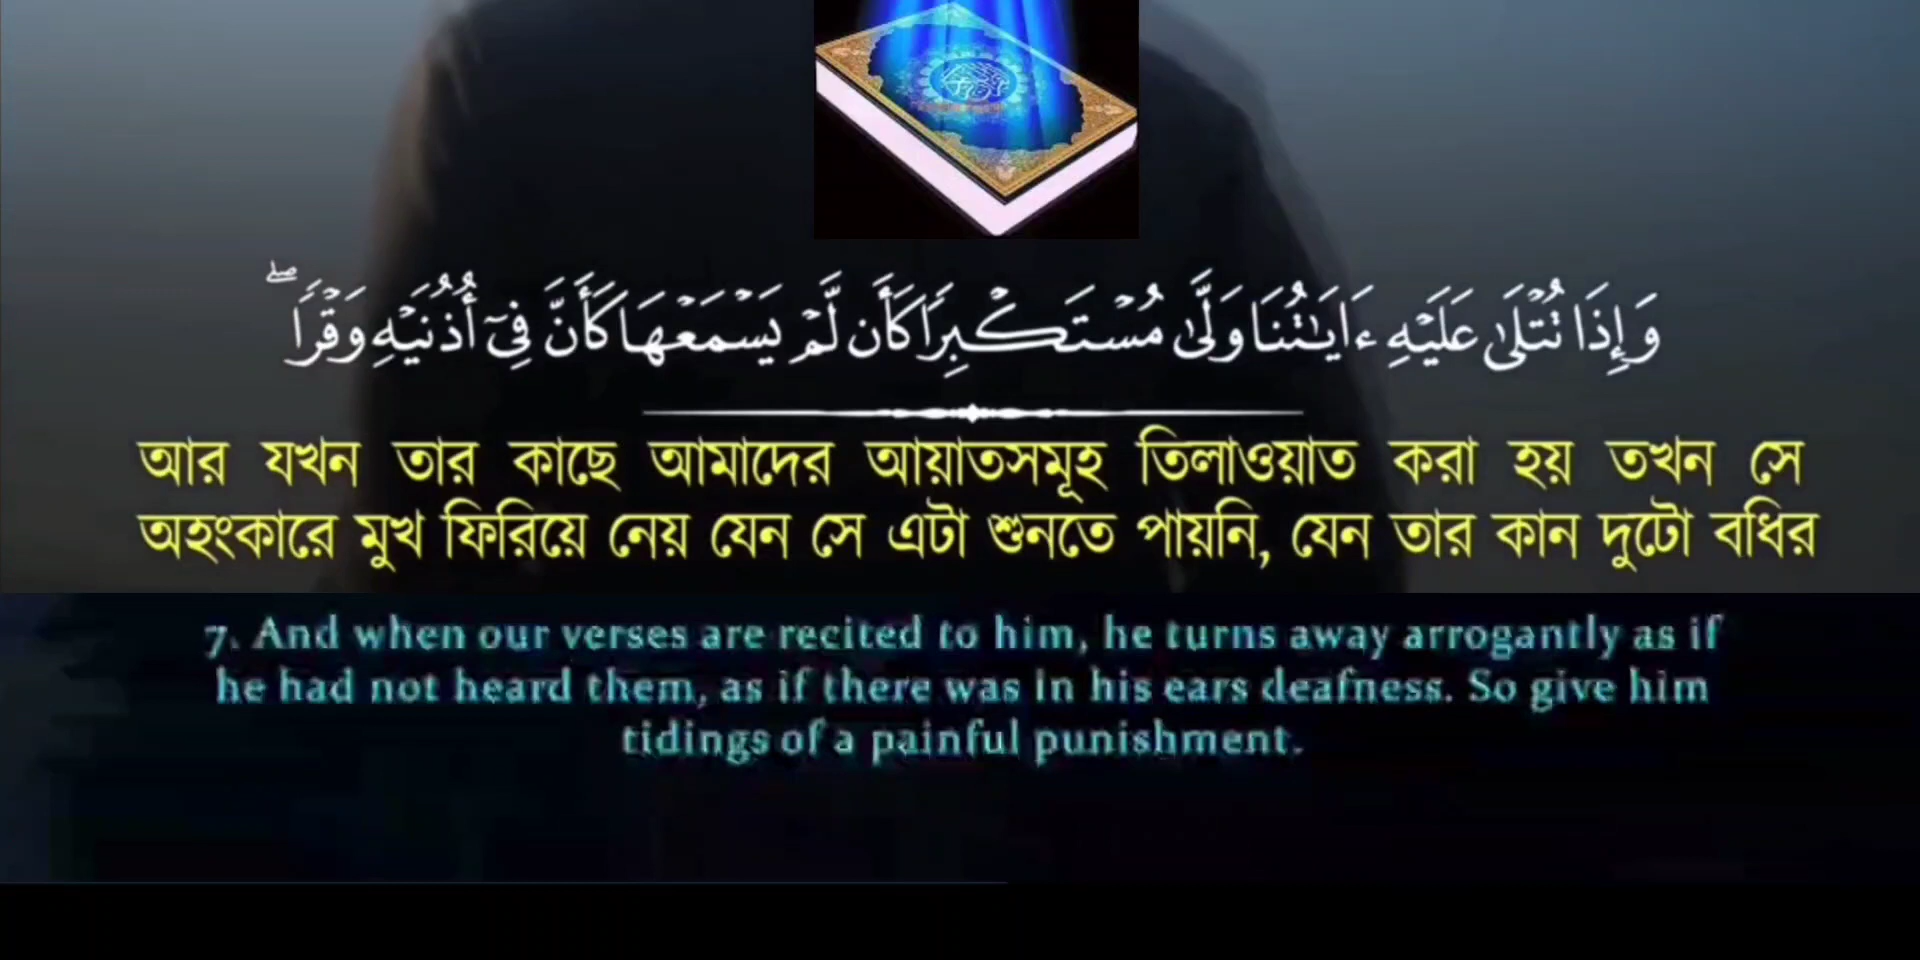 وَإِذَا تُتْلَىٰ عَلَيْهِ ءَايَٰتُنَا وَلَّىٰ مُسْتَكْبِرًا كَأَن لَّمْ يَسْمَعْهَا كَأَنَّ فِىٓ أُذُنَيْهِ وَقْرًا ۖ
আর যখন তার কাছে আমাদের আয়াতসমূহ তিলাওয়াত করা হয় তখন সে
অহংকারে মুখ ফিরিয়ে নেয় যেন সে এটা শুনতে পায়নি, যেন তার কান দুটো বধির
7. And when our verses are recited to him, he turns away arrogantly as if
he had not heard them, as if there was in his ears deafness. So give him
tidings of a painful punishment.